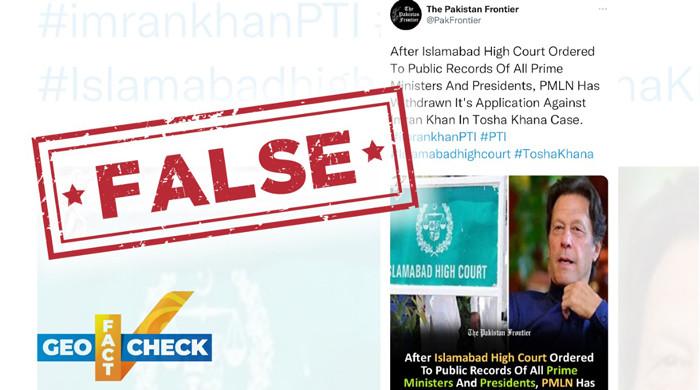 #imrankhanPTI
#Islamabadhigh
The Pakistan Frontier
@PakFrontier
After Islamabad High Court Ordered
To Public Records Of All Prime
Ministers And Presidents, PMLN Has
Withdrawn It's Application Against
Imran Khan In Tosha Khana Case.
#imrankhanPTI #PTI
#Islamabadhighcourt #ToshaKhana
FALSE
ISLAMABAD HIGH COURT
The Pakistan Frontier
After Islamabad High Court Ordered
To Public Records Of All Prime
Ministers And Presidents, PMLN Has
GEO FACT CHECK